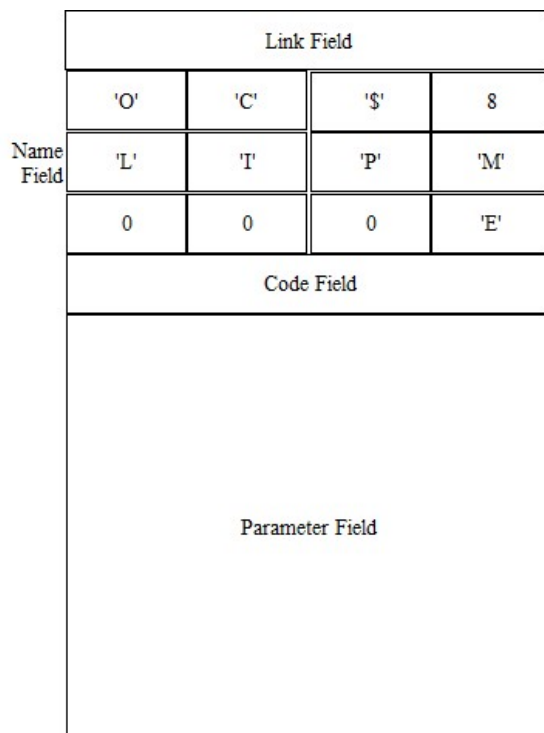 Link Field
'O' 'C' '$' 8
Name Field 'L' 'I' 'P' 'M'
0 0 0 'E'
Code Field
Parameter Field